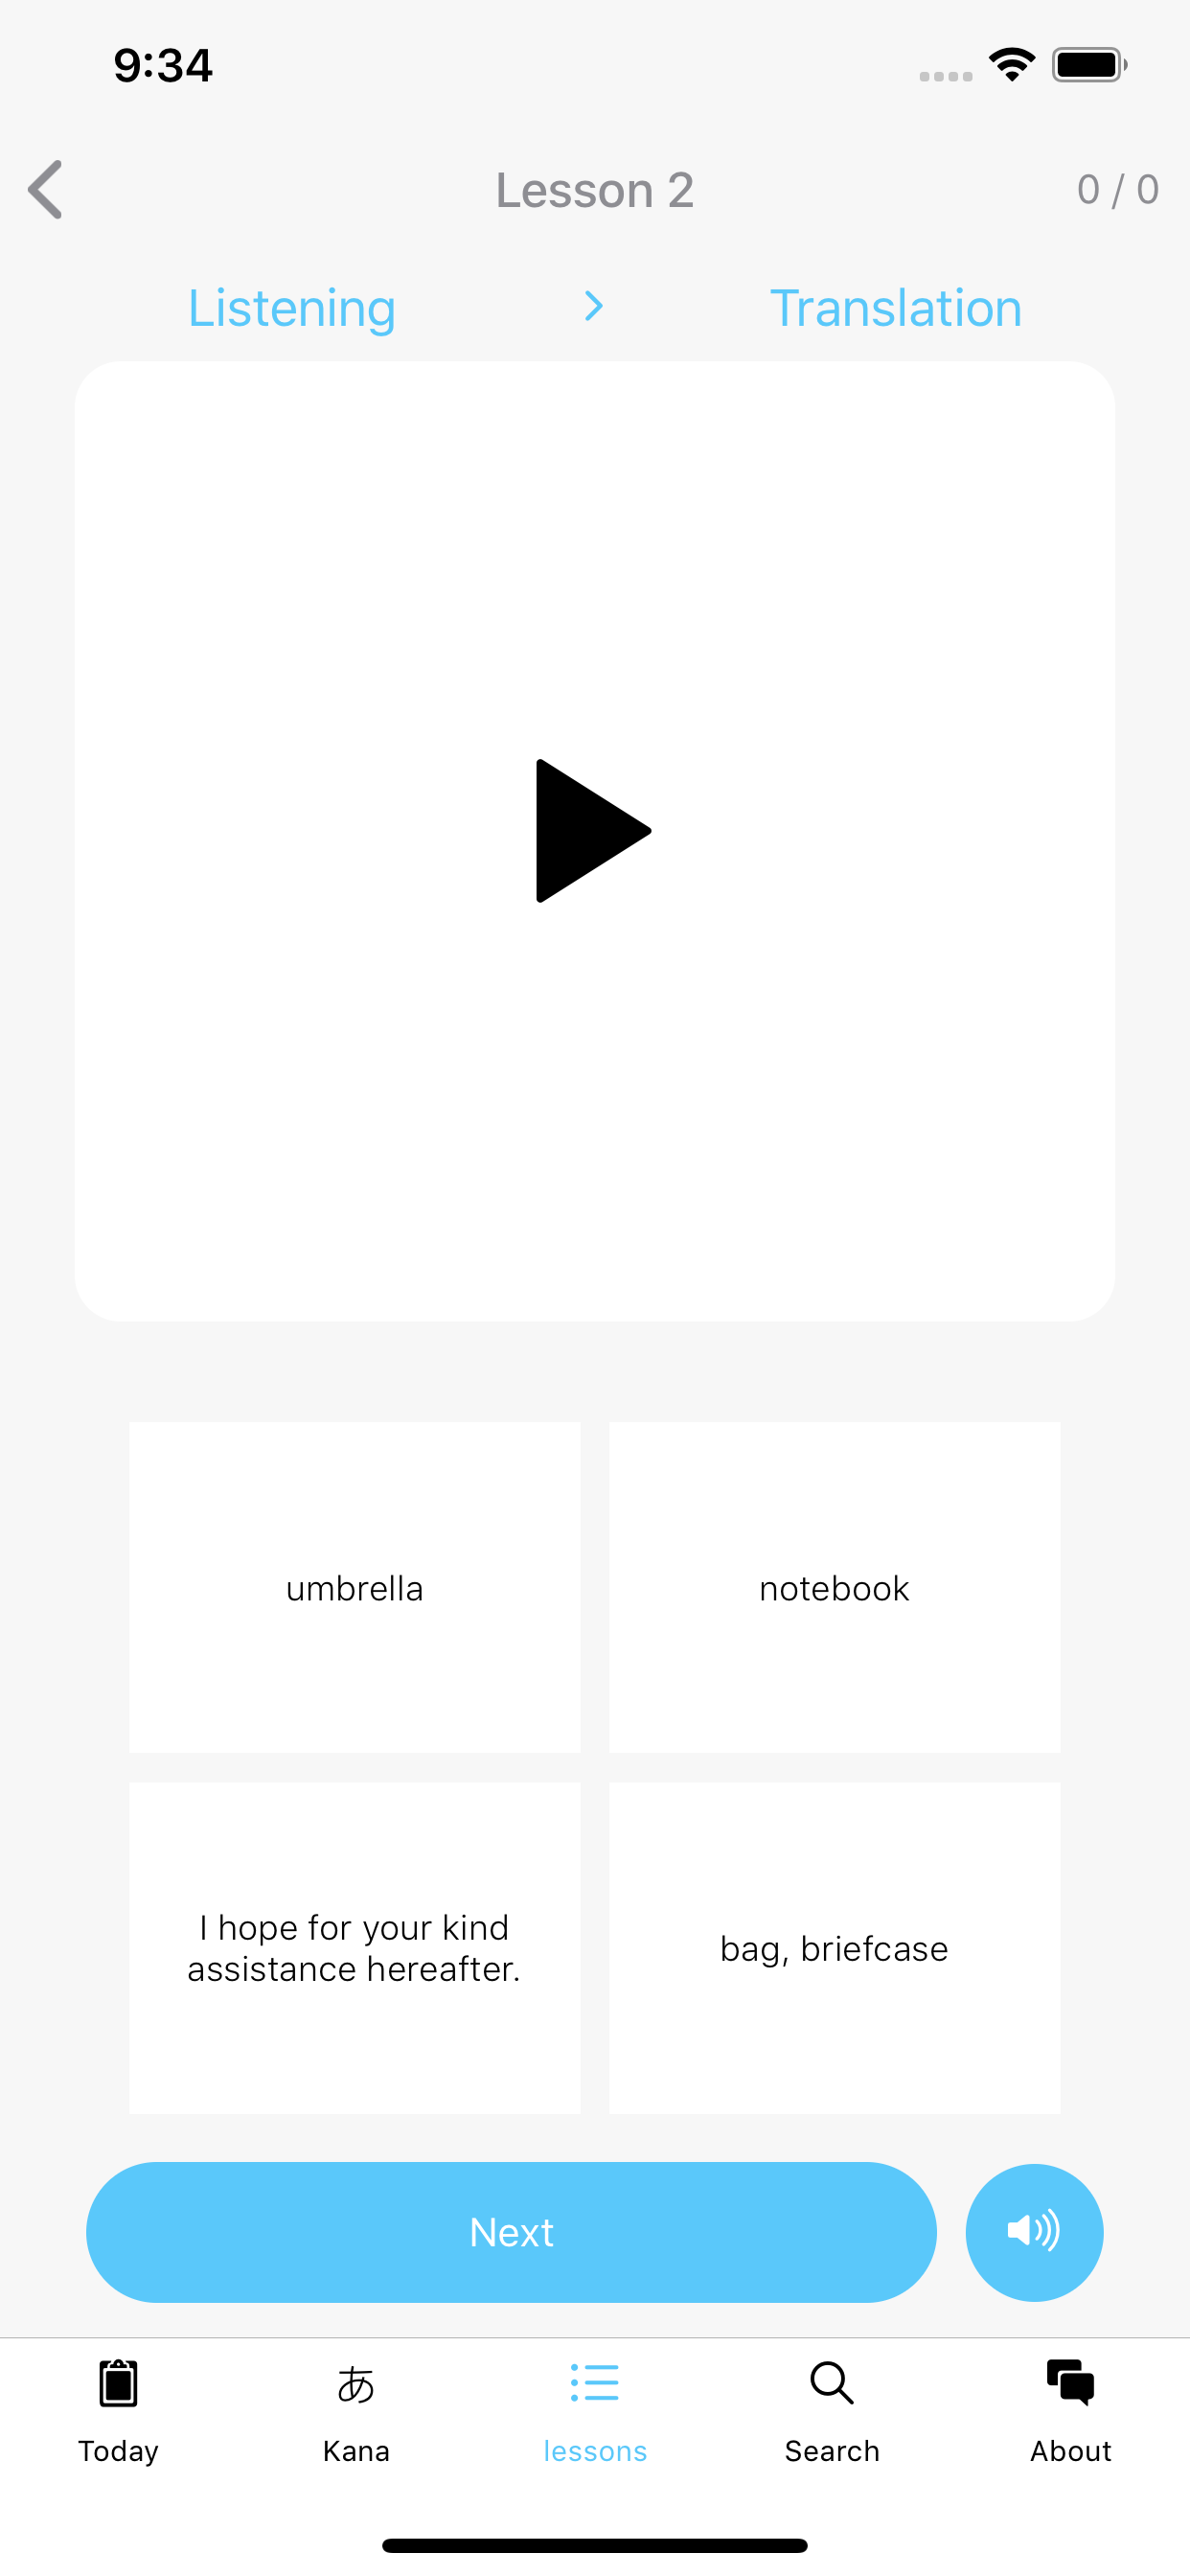 9:34
Lesson 2
0 / 0
Listening
Translation
umbrella
notebook
I hope for your kind
assistance hereafter.
bag, briefcase
Next
あ
Today
Kana
lessons
Search
About